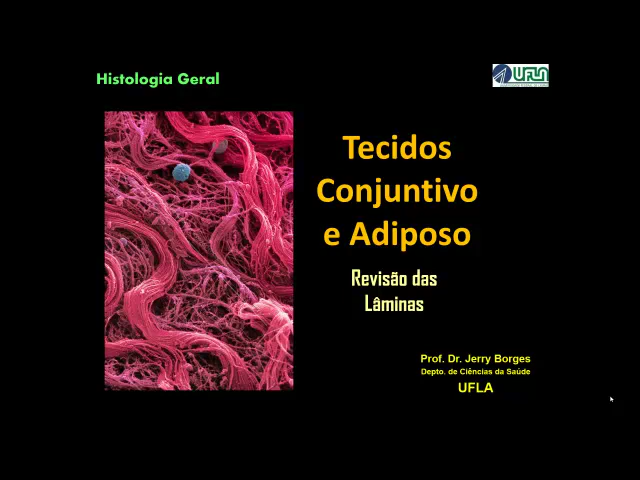 Histologia Geral
UFLA
Tecidos
Conjuntivo
e Adiposo
Revisão das
Lâminas
Prof. Dr. Jerry Borges
Depto. de Ciências da Saúde
UFLA